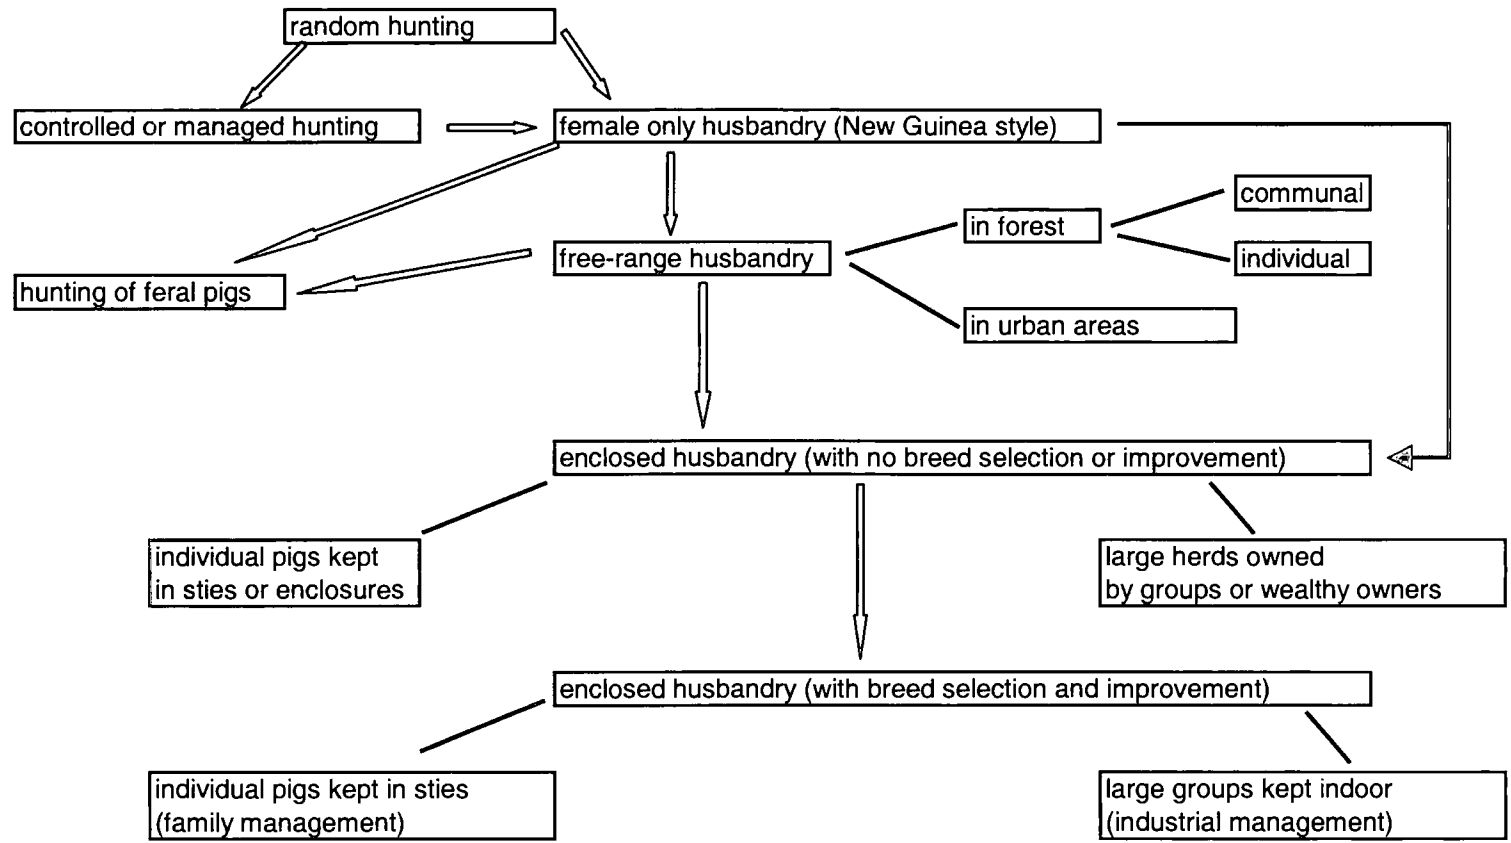 random hunting
controlled or managed hunting
female only husbandry (New Guinea style)
communal
in forest
individual
free-range husbandry
hunting of feral pigs
in urban areas
enclosed husbandry (with no breed selection or improvement)
individual pigs kept
in sties or enclosures
large herds owned
by groups or wealthy owners
enclosed husbandry (with breed selection and improvement)
individual pigs kept in sties
(family management)
large groups kept indoor
(industrial management)